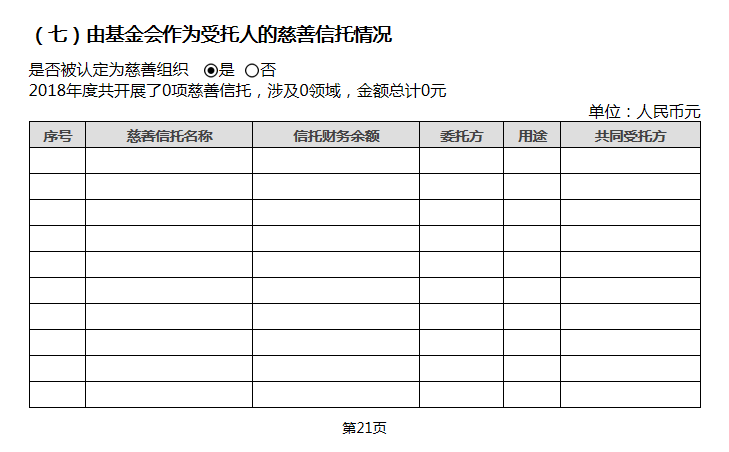 （七）由基金会作为受托人的慈善信托情况
是否被认定为慈善组织 是 否
2018年度共开展了0项慈善信托，涉及0领域，金额总计0元
单位：人民币元
序号 慈善信托名称 信托财务余额 委托方 用途 共同受托方
第21页